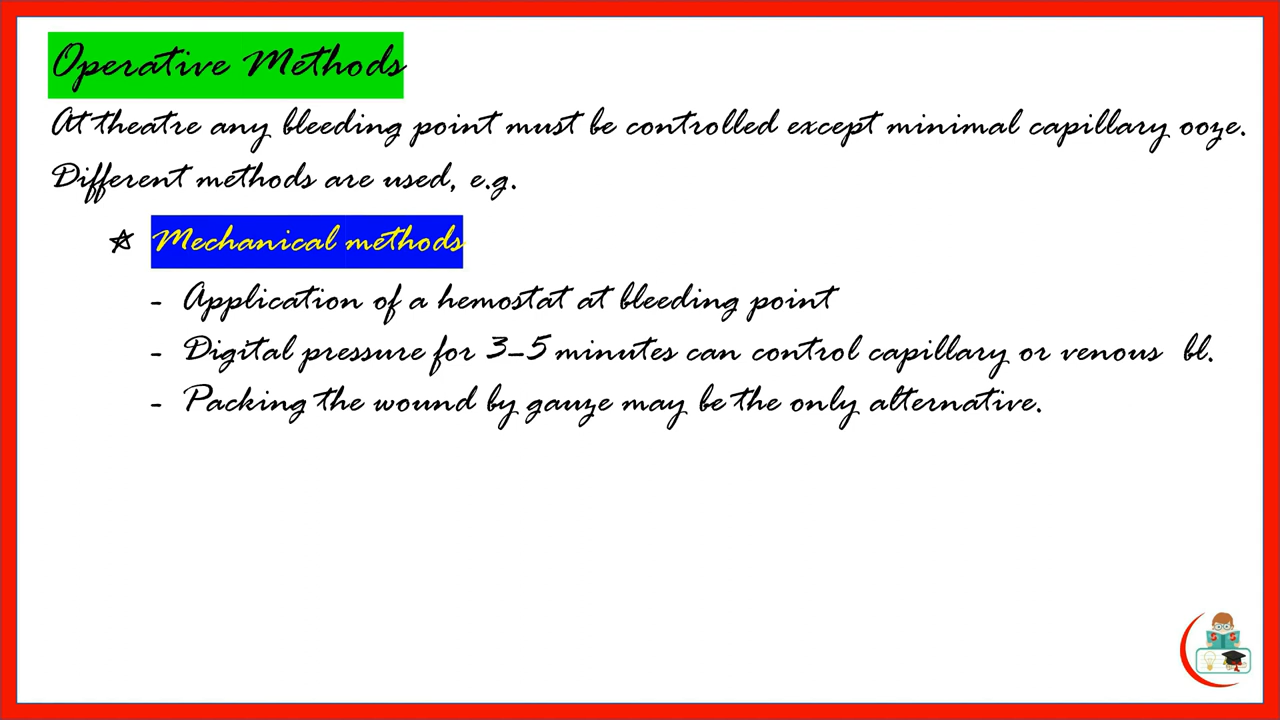 Operative Methods
At theatre any bleeding point must be controlled except minimal capillary ooze.
Different methods are used, e.g.
☆ Mechanical methods
- Application of a hemostat at bleeding point
- Digital pressure for 3-5 minutes can control capillary or venous bl.
- Packing the wound by gauze may be the only alternative.